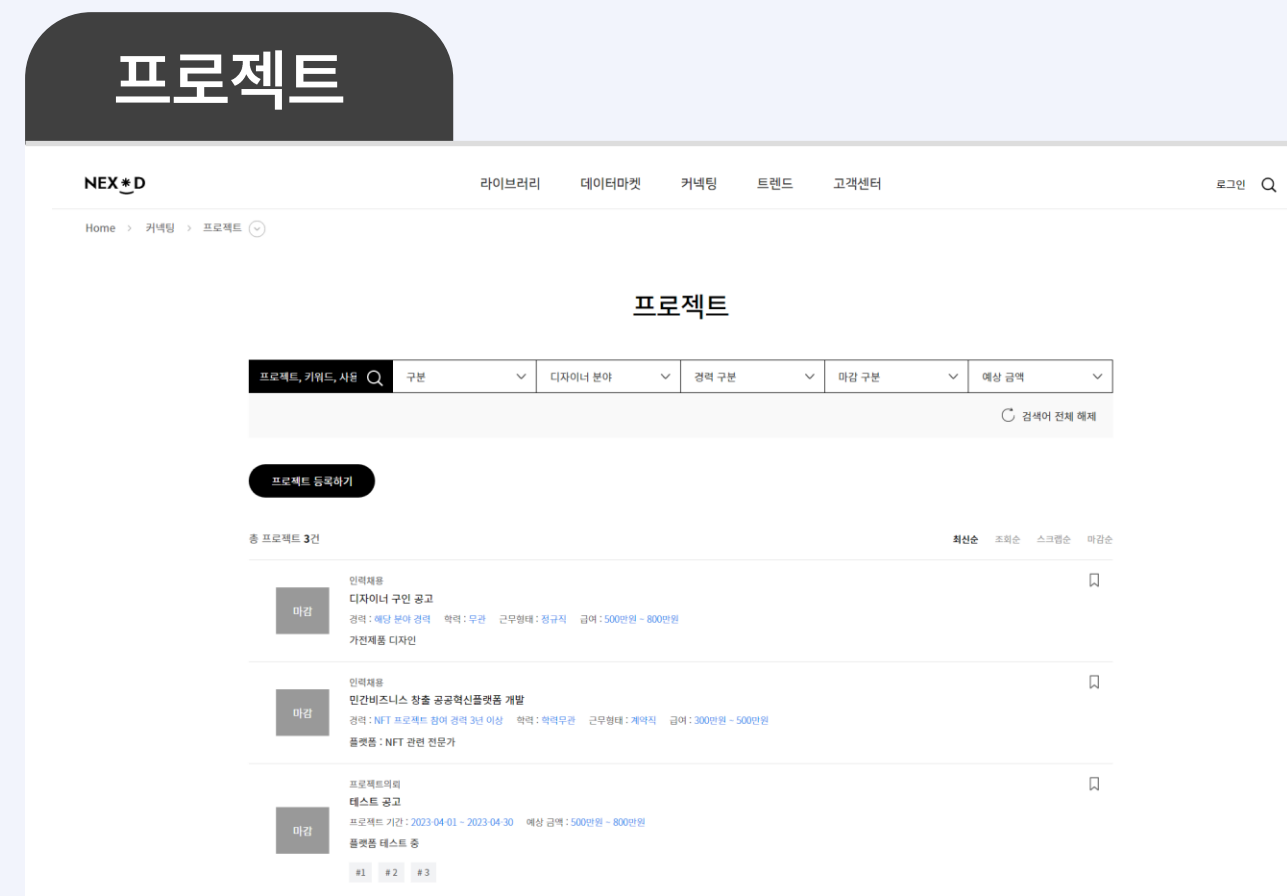 프로젝트
NEX*D 라이브러리 데이터마켓 커넥팅 트렌드 고객센터 로그인
Home > 커넥팅 > 프로젝트
프로젝트
프로젝트, 키워드, 사용 구분 디자이너 분야 경력 구분 마감 구분 예상 금액
검색어 전체 해제
프로젝트 등록하기
총 프로젝트 3건 최신순 조회순 스크랩순 마감순
인력채용
디자이너 구인 공고
마감
경력 : 해당 분야 경력 학력 : 무관 근무형태 : 정규직 급여 : 500만원 ~ 800만원
가전제품 디자인
인력채용
민간비즈니스 창출 공공혁신플랫폼 개발
마감
경력 : NFT 프로젝트 참여 경력 3년 이상 학력 : 학력무관 근무형태 : 계약직 급여 : 300만원 ~ 500만원
플랫폼 : NFT 관련 전문가
프로젝트의뢰
테스트 공고
프로젝트 기간 : 2023-04-01 ~ 2023-04-30 예상 금액 : 500만원 ~ 800만원
마감
플랫폼 테스트 중
#1 # 2 # 3